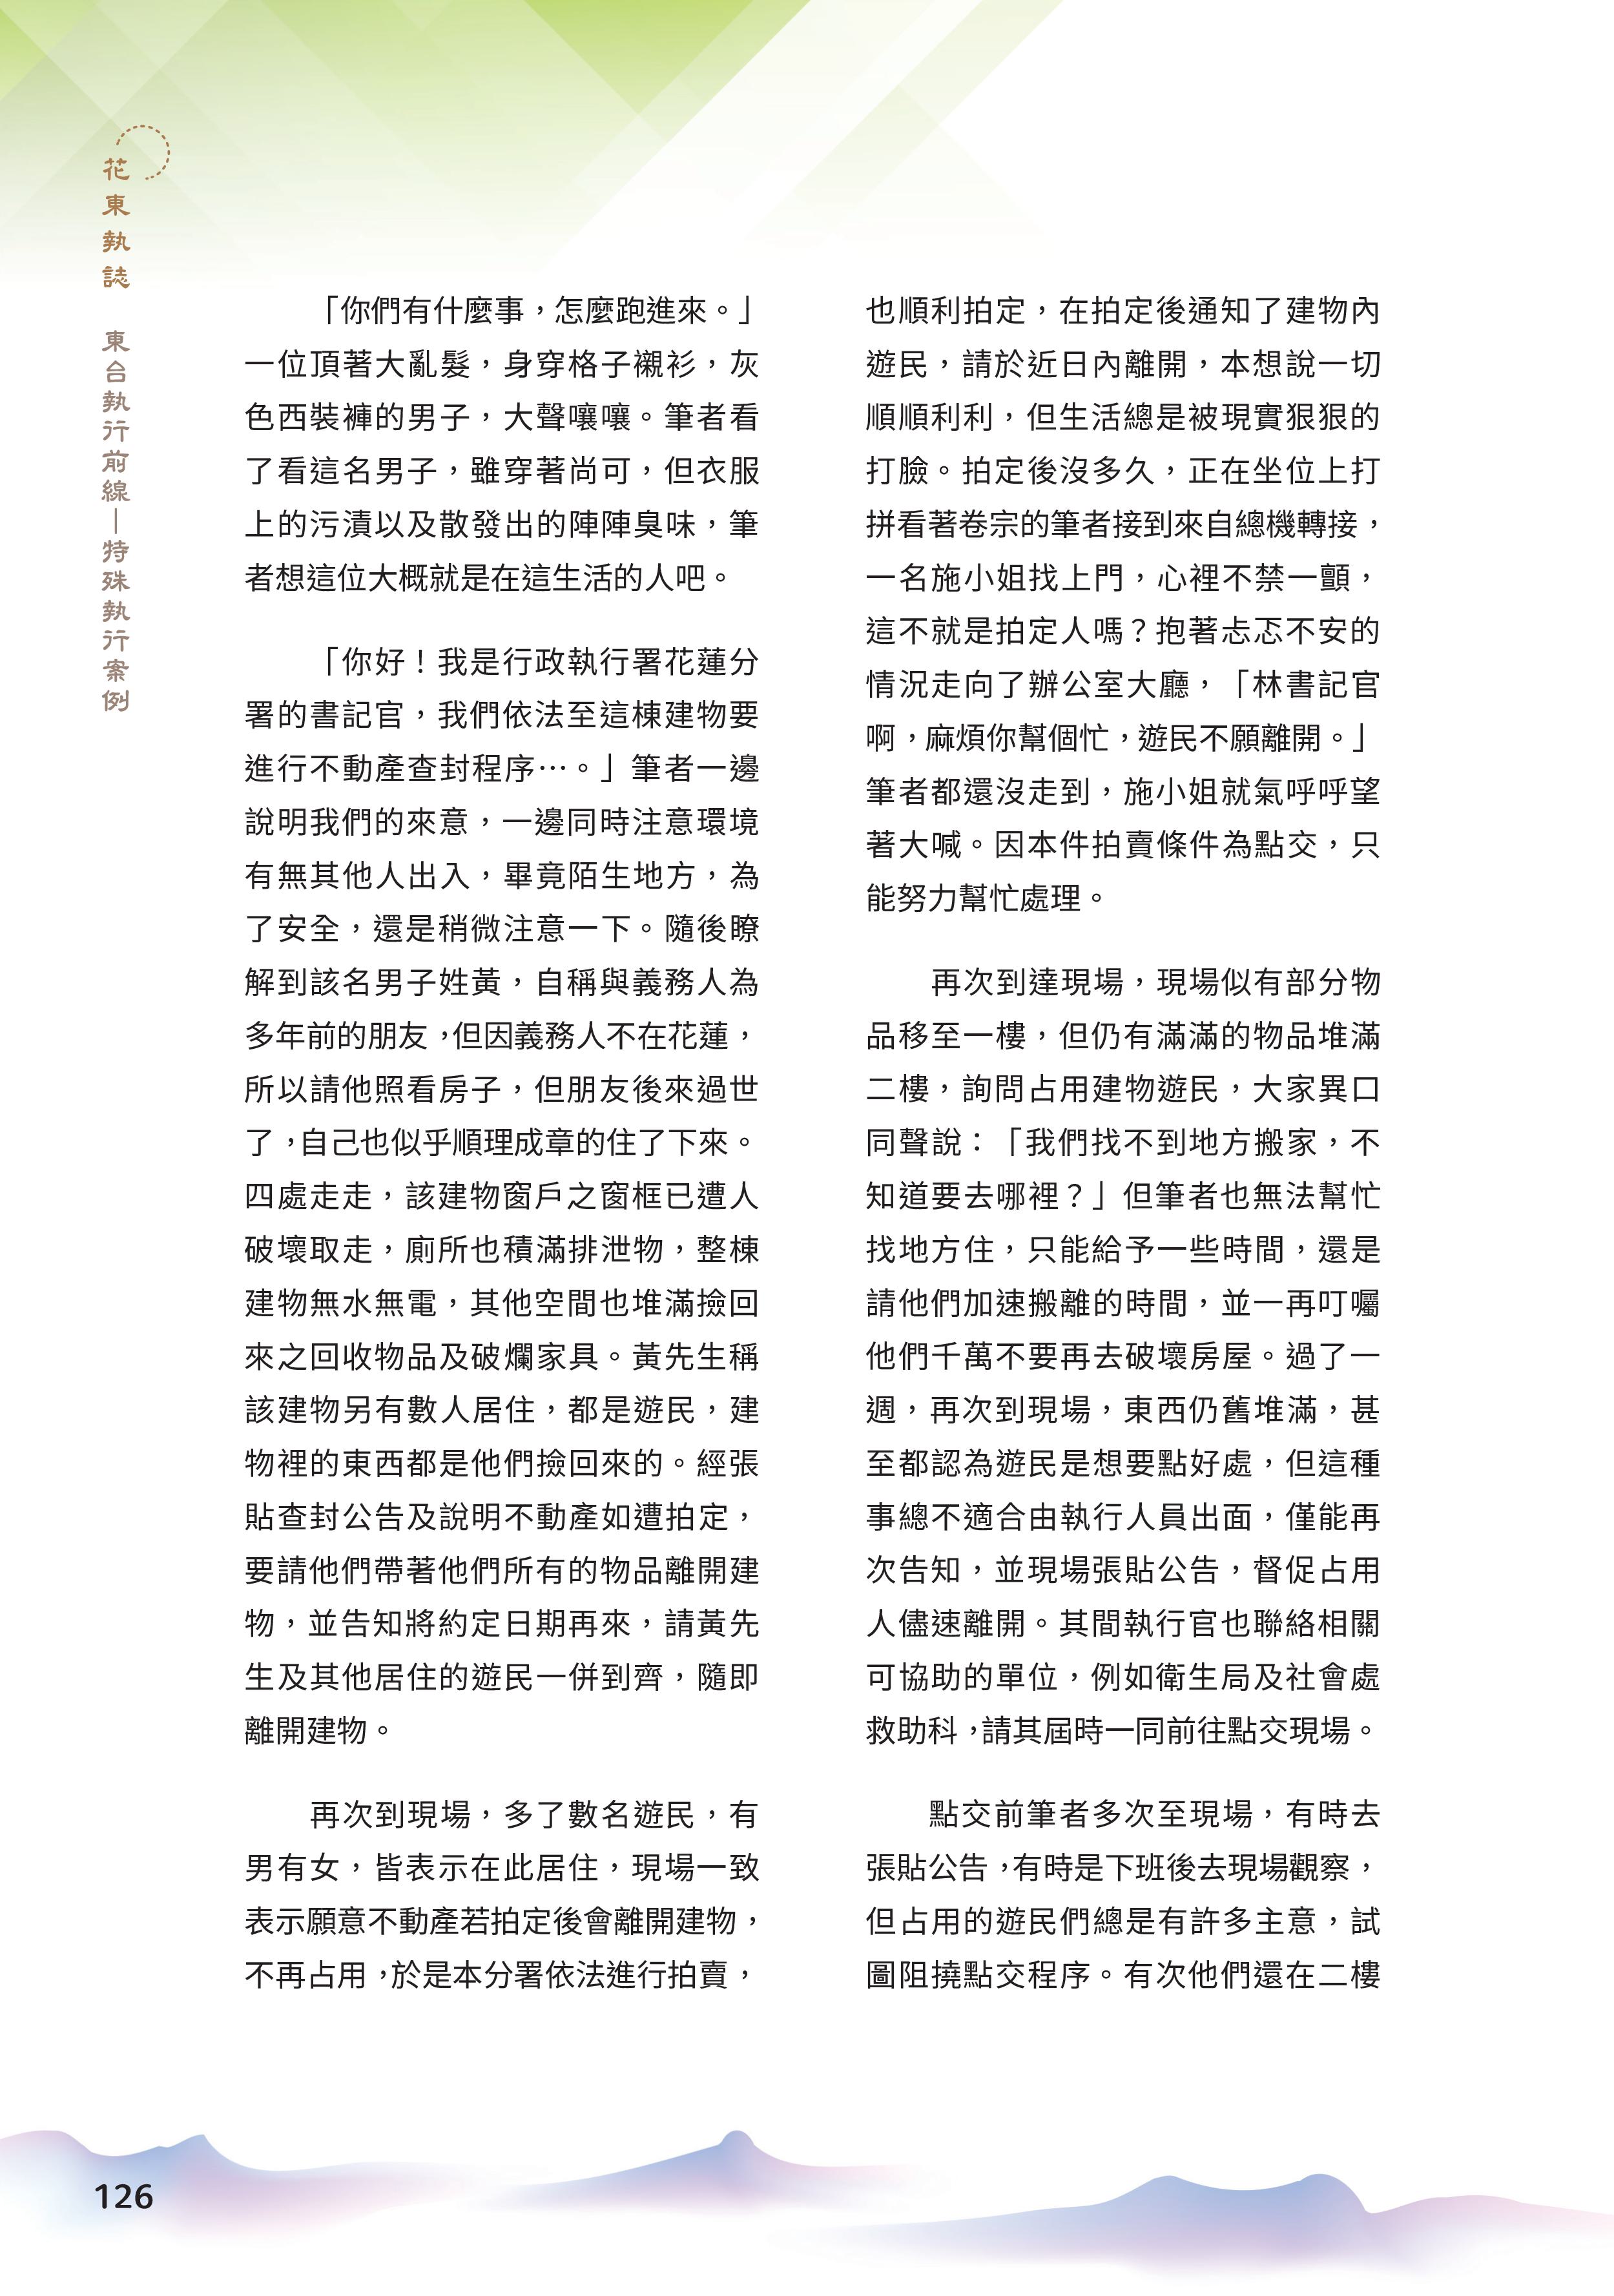 花東執誌
東台執行前線—特殊執行案例
「你們有什麼事，怎麼跑進來。」
一位頂著大亂髮，身穿格子襯衫，灰
色西裝褲的男子，大聲嚷嚷。筆者看
了看這名男子，雖穿著尚可，但衣服
上的污漬以及散發出的陣陣臭味，筆
者想這位大概就是在這生活的人吧。
「你好！我是行政執行署花蓮分
署的書記官，我們依法至這棟建物要
進行不動產查封程序…。」筆者一邊
說明我們的來意，一邊同時注意環境
有無其他人出入，畢竟陌生地方，為
了安全，還是稍微注意一下。隨後瞭
解到該名男子姓黃，自稱與義務人為
多年前的朋友，但因義務人不在花蓮，
所以請他照看房子，但朋友後來過世
了，自己也似乎順理成章的住了下來。
四處走走，該建物窗戶之窗框已遭人
破壞取走，廁所也積滿排泄物，整棟
建物無水無電，其他空間也堆滿撿回
來之回收物品及破爛家具。黃先生稱
該建物另有數人居住，都是遊民，建
物裡的東西都是他們撿回來的。經張
貼查封公告及說明不動產如遭拍定，
要請他們帶著他們所有的物品離開建
物，並告知將約定日期再來，請黃先
生及其他居住的遊民一併到齊，隨即
離開建物。
再次到現場，多了數名遊民，有
男有女，皆表示在此居住，現場一致
表示願意不動產若拍定後會離開建物，
不再占用，於是本分署依法進行拍賣，
也順利拍定，在拍定後通知了建物內
遊民，請於近日內離開，本想說一切
順順利利，但生活總是被現實狠狠的
打臉。拍定後沒多久，正在坐位上打
拼看著卷宗的筆者接到來自總機轉接，
一名施小姐找上門，心裡不禁一顫，
這不就是拍定人嗎？抱著忐忑不安的
情況走向了辦公室大廳，「林書記官
啊，麻煩你幫個忙，遊民不願離開。」
筆者都還沒走到，施小姐就氣呼呼望
著大喊。因本件拍賣條件為點交，只
能努力幫忙處理。
再次到達現場，現場似有部分物
品移至一樓，但仍有滿滿的物品堆滿
二樓，詢問占用建物遊民，大家異口
同聲說：「我們找不到地方搬家，不
知道要去哪裡？」但筆者也無法幫忙
找地方住，只能給予一些時間，還是
請他們加速搬離的時間，並一再叮囑
他們千萬不要再去破壞房屋。過了一
週，再次到現場，東西仍舊堆滿，甚
至都認為遊民是想要點好處，但這種
事總不適合由執行人員出面，僅能再
次告知，並現場張貼公告，督促占用
人儘速離開。其間執行官也聯絡相關
可協助的單位，例如衛生局及社會處
救助科，請其屆時一同前往點交現場。
點交前筆者多次至現場，有時去
張貼公告，有時是下班後去現場觀察，
但占用的遊民們總是有許多主意，試
圖阻撓點交程序。有次他們還在二樓
126